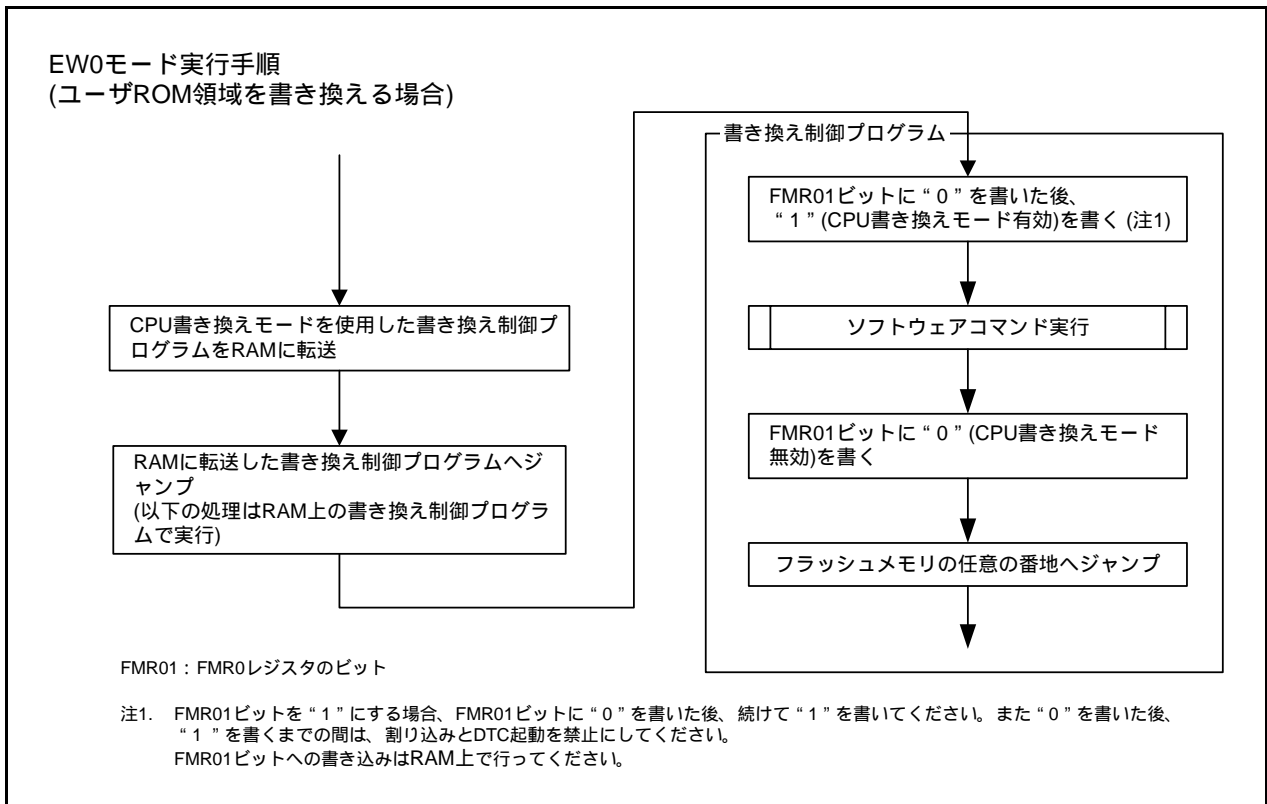 EW0モード実行手順
(ユーザROM領域を書き換える場合)
CPU書き換えモードを使用した書き換え制御プ
ログラムをRAMに転送
RAMに転送した書き換え制御プログラムへジ
ャンプ
(以下の処理はRAM上の書き換え制御プログラ
ムで実行)
書き換え制御プログラム
FMR01ビットに“0”を書いた後、
“1”(CPU書き換えモード有効)を書く (注1)
ソフトウェアコマンド実行
FMR01ビットに“0”(CPU書き換えモード
無効)を書く
フラッシュメモリの任意の番地へジャンプ
FMR01：FMR0レジスタのビット
注1. FMR01ビットを“1”にする場合、FMR01ビットに“0”を書いた後、続けて“1”を書いてください。また“0”を書いた後、
“1”を書くまでの間は、割り込みとDTC起動を禁止にしてください。
FMR01ビットへの書き込みはRAM上で行ってください。